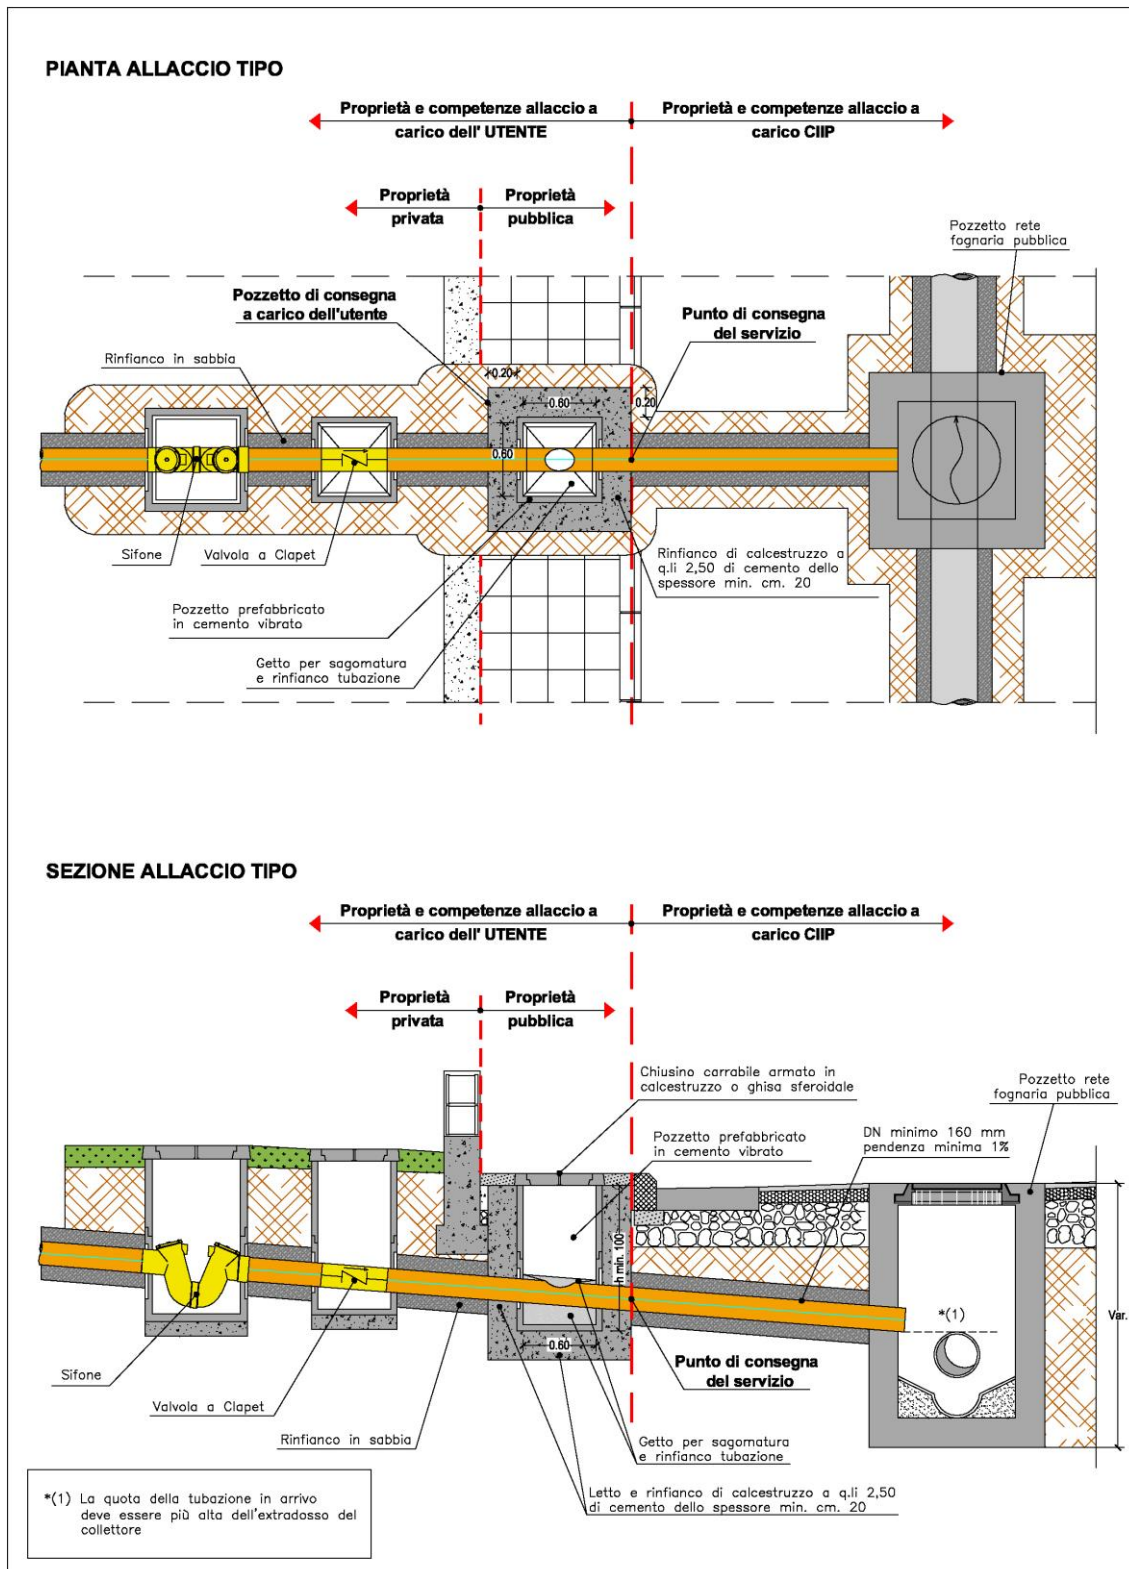 PIANTA ALLACCIO TIPO
Proprietà e competenze allaccio a
carico dell' UTENTE
Proprietà e competenze allaccio a
carico CIIP
Proprietà
privata
Proprietà
pubblica
Pozzetto rete
fognaria pubblica
Pozzetto di consegna
a carico dell'utente
Punto di consegna
del servizio
Rinfianco in sabbia
0.20
0.60
0.20
0.60
Sifone
Valvola a Clapet
Rinfianco di calcestruzzo a
q.li 2,50 di cemento dello
spessore min. cm. 20
Pozzetto prefabbricato
in cemento vibrato
Getto per sagomatura
e rinfianco tubazione
SEZIONE ALLACCIO TIPO
Proprietà e competenze allaccio a
carico dell' UTENTE
Proprietà e competenze allaccio a
carico CIIP
Proprietà
privata
Proprietà
pubblica
Chiusino carrabile armato in
calcestruzzo o ghisa sferoidale
Pozzetto rete
fognaria pubblica
Pozzetto prefabbricato
in cemento vibrato
DN minimo 160 mm
pendenza minima 1%
h min. 100
*(1)
Var.
0.60
Sifone
Punto di consegna
del servizio
Valvola a Clapet
Rinfianco in sabbia
Getto per sagomatura
e rinfianco tubazione
Letto e rinfianco di calcestruzzo a q.li 2,50
di cemento dello spessore min. cm. 20
*(1) La quota della tubazione in arrivo
deve essere più alta dell'extradosso del
collettore